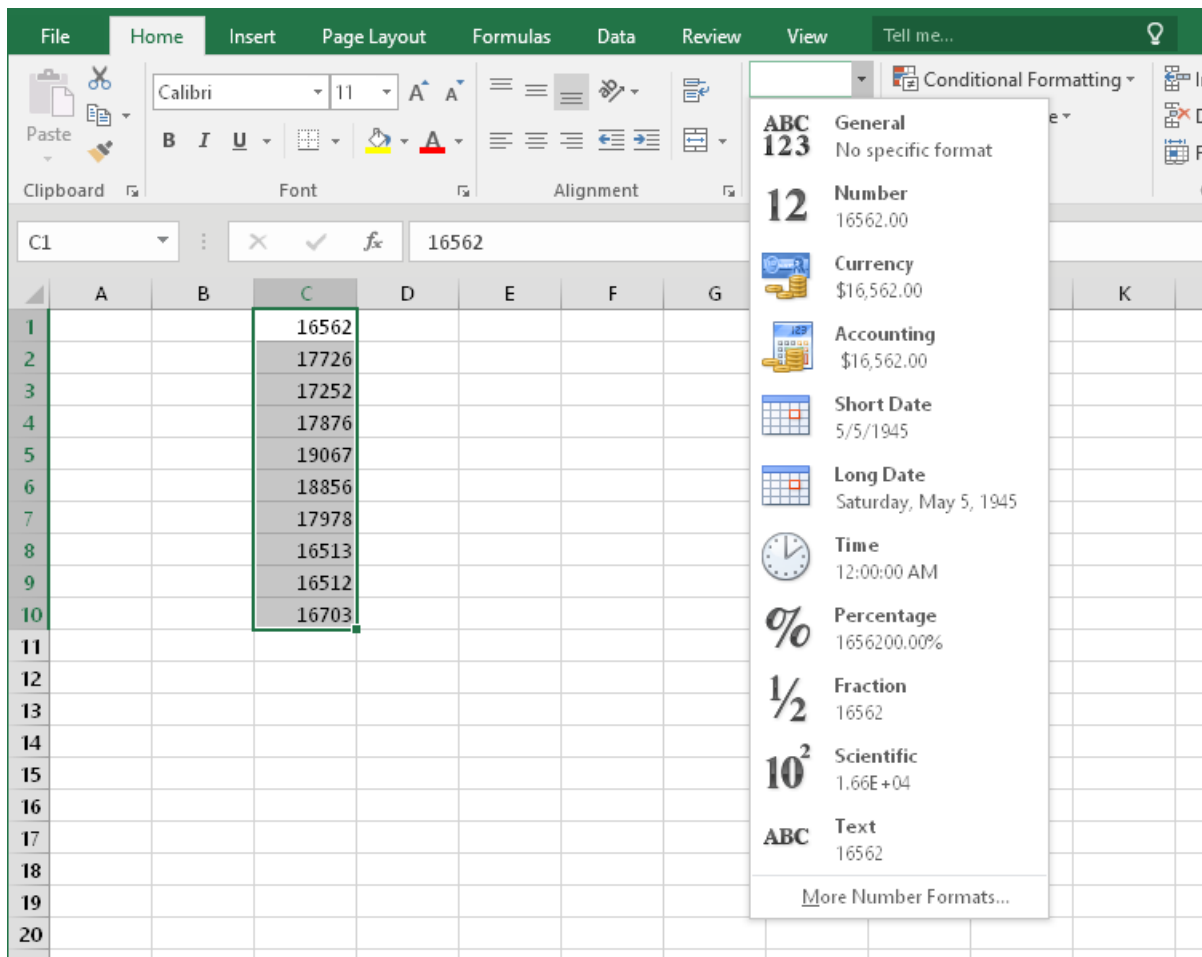 File Home Insert Page Layout Formulas Data Review View Tell me...
Calibri 11 A A Conditional Formatting
Paste B I U A e
Clipboard Font Alignment
C1 fx 16562
A B C D E F G K
1 16562
2 17726
3 17252
4 17876
5 19067
6 18856
7 17978
8 16513
9 16512
10 16703
11
12
13
14
15
16
17
18
19
20
ABC 123 General
No specific format
12 Number
16562.00
Currency
$16,562.00
123 Accounting
$16,562.00
Short Date
5/5/1945
Long Date
Saturday, May 5, 1945
Time
12:00:00 AM
% Percentage
1656200.00%
1/2 Fraction
16562
10² Scientific
1.66E+04
ABC Text
16562
More Number Formats...